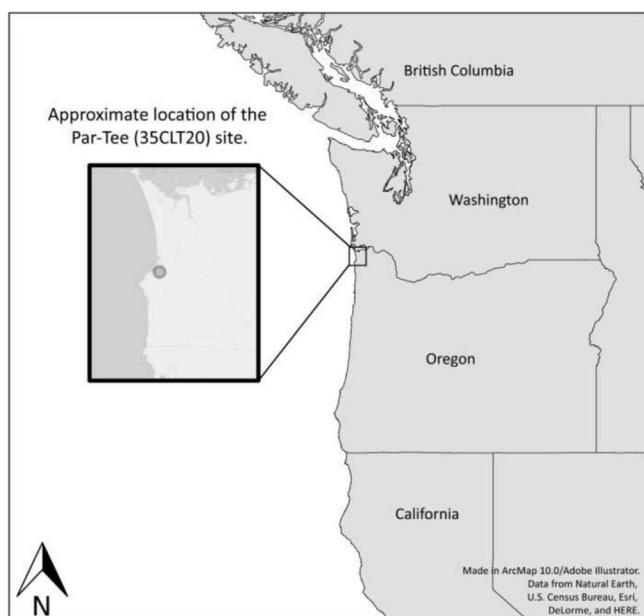 British Columbia
Approximate location of the
Par-Tee (35CLT20) site.
Washington
Oregon
California
Made in ArcMap 10.0/Adobe Illustrator.
Data from Natural Earth,
U.S. Census Bureau, Esri,
DeLorme, and HERE.
N